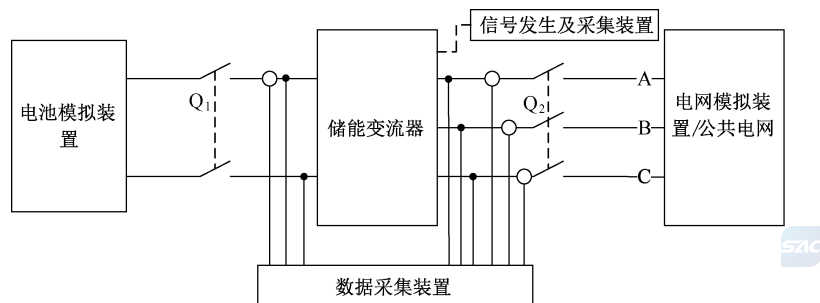 信号发生及采集装置
电池模拟装
置
Q1
储能变流器
Q2
A
B
C
电网模拟装
置/公共电网
数据采集装置
SAC